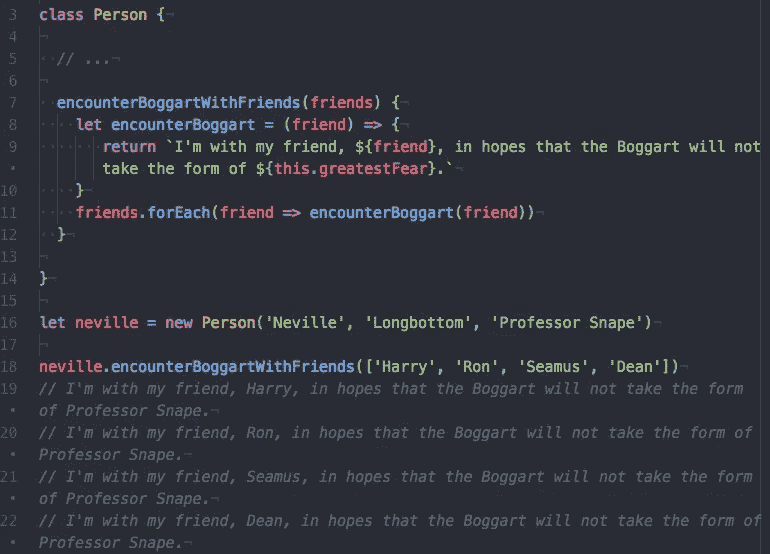 3 class Person {
4
5 // ...
6
7 encounterBoggartWithFriends(friends) {
8 let encounterBoggart = (friend) => {
9 return `I'm with my friend, ${friend}, in hopes that the Boggart will not
• take the form of ${this.greatestFear}.`
10 }
11 friends.forEach(friend => encounterBoggart(friend))
12 }
13
14 }
15
16 let neville = new Person('Neville', 'Longbottom', 'Professor Snape')
17
18 neville.encounterBoggartWithFriends(['Harry', 'Ron', 'Seamus', 'Dean'])
19 // I'm with my friend, Harry, in hopes that the Boggart will not take the form
• of Professor Snape.
20 // I'm with my friend, Ron, in hopes that the Boggart will not take the form of
• Professor Snape.
21 // I'm with my friend, Seamus, in hopes that the Boggart will not take the form
• of Professor Snape.
22 // I'm with my friend, Dean, in hopes that the Boggart will not take the form of
• Professor Snape.